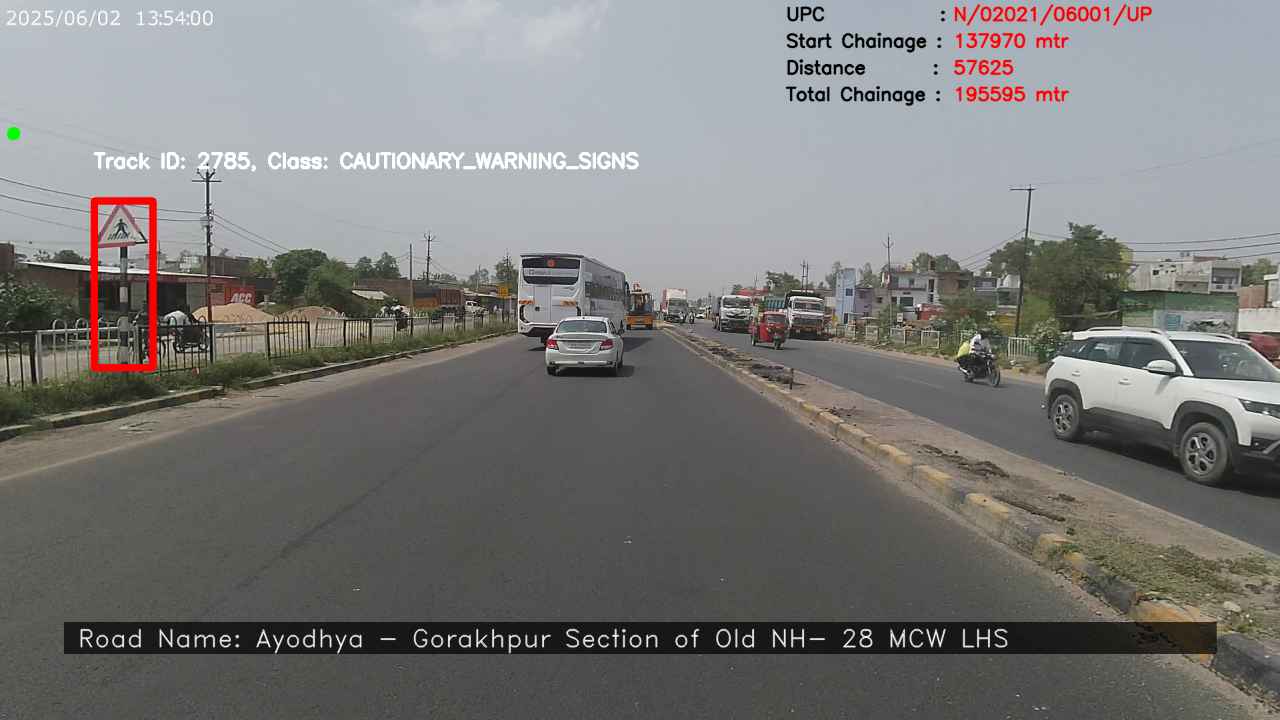 2025/06/02 13:54:00
UPC : N/02021/06001/UP
Start Chainage : 137970 mtr
Distance : 57625
Total Chainage : 195595 mtr
Track ID: 2785, Class: CAUTIONARY_WARNING_SIGNS
ACC
Road Name: Ayodhya - Gorakhpur Section of Old NH- 28 MCW LHS